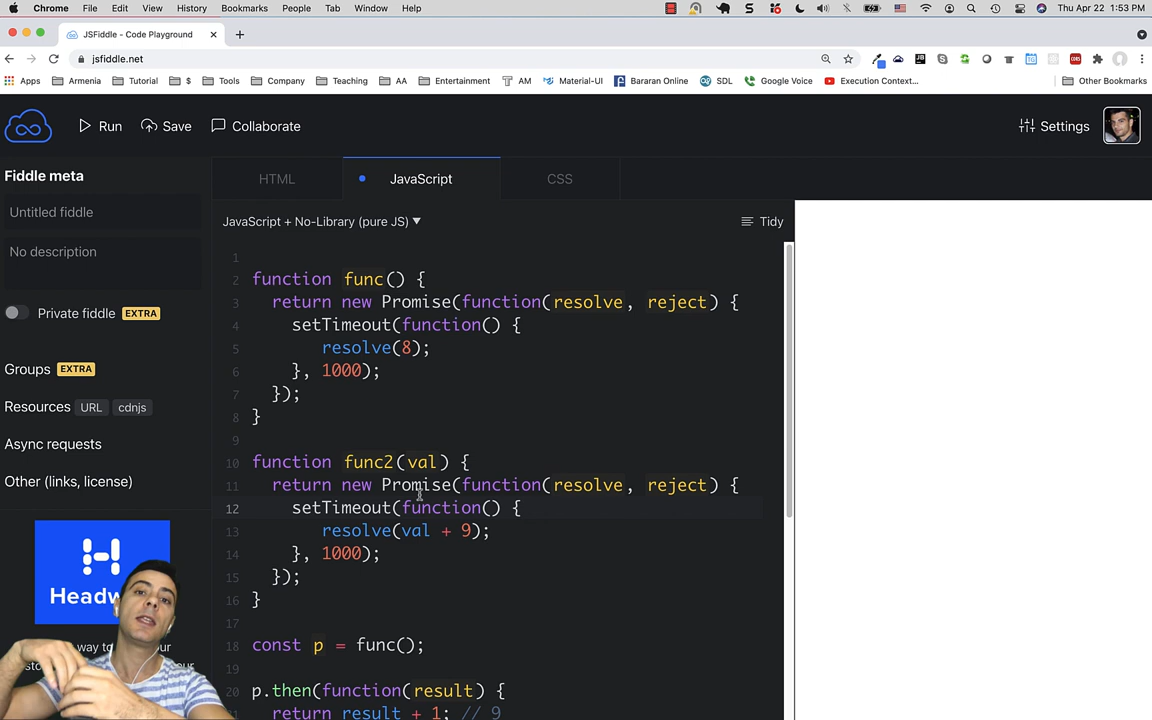 Chrome File Edit View History Bookmarks People Tab Window Help Thu Apr 22 1:53 PM
JSFiddle - Code Playground
jsfiddle.net
Apps Armenia Tutorial $ Tools Company Teaching AA Entertainment AM Material-UI Bararan Online SDL Google Voice Execution Context... Other Bookmarks
Run Save Collaborate Settings
Fiddle meta
Untitled fiddle
No description
Private fiddle EXTRA
Groups EXTRA
Resources URL cdnjs
Async requests
Other (links, license)
HTML JavaScript CSS
JavaScript + No-Library (pure JS) ▼ Tidy
1
2 function func() {
3 return new Promise(function(resolve, reject) {
4 setTimeout(function() {
5 resolve(8);
6 }, 1000);
7 });
8 }
9
10 function func2(val) {
11 return new Promise(function(resolve, reject) {
12 setTimeout(function() {
13 resolve(val + 9);
14 }, 1000);
15 });
16 }
17
18 const p = func();
19
20 p.then(function(result) {
return result + 1; // 9